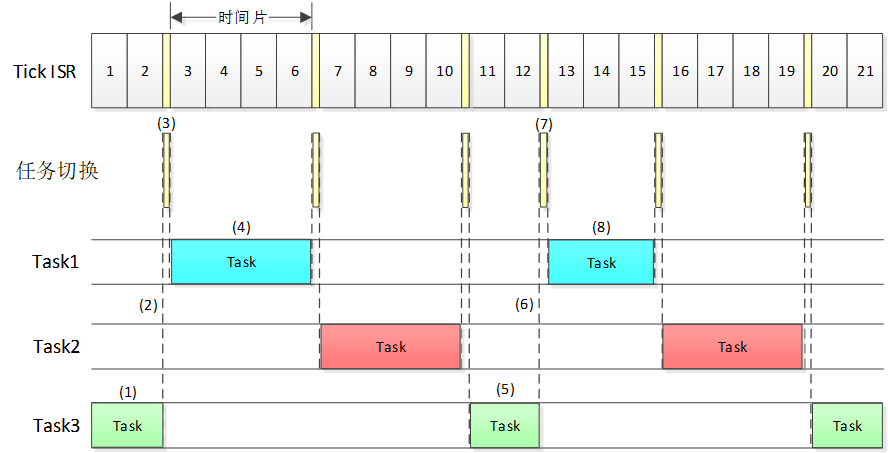 时间片
Tick ISR 1 2 3 4 5 6 7 8 9 10 11 12 13 14 15 16 17 18 19 20 21
(3) (7)
任务切换
(4) (8)
Task1 Task Task
(2) (6)
Task2 Task Task
(1) (5)
Task3 Task Task Task